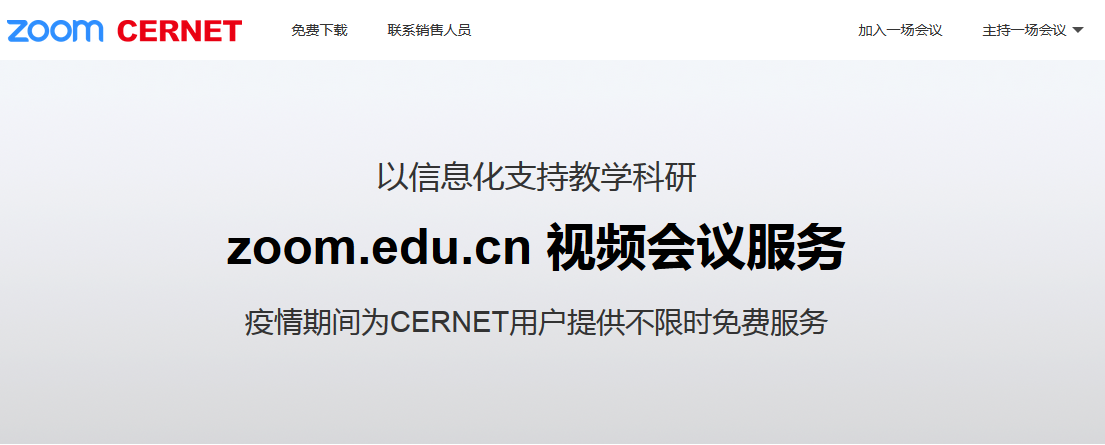 zoom CERNET 免费下载 联系销售人员 加入一场会议 主持一场会议
以信息化支持教学科研
zoom.edu.cn 视频会议服务
疫情期间为CERNET用户提供不限时免费服务